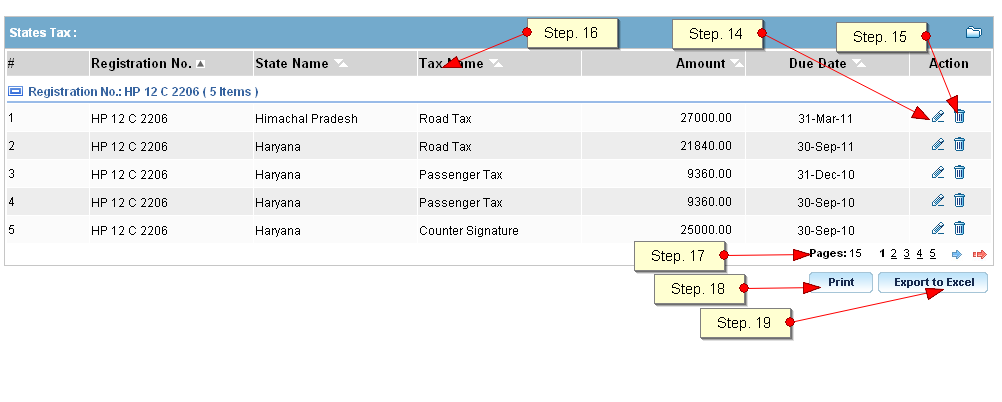 States Tax :
Step. 16
Step. 14
Step. 15
# Registration No. State Name Tax Name Amount Due Date Action
Registration No.: HP 12 C 2206 ( 5 Items )
1 HP 12 C 2206 Himachal Pradesh Road Tax 27000.00 31-Mar-11
2 HP 12 C 2206 Haryana Road Tax 21840.00 30-Sep-11
3 HP 12 C 2206 Haryana Passenger Tax 9360.00 31-Dec-10
4 HP 12 C 2206 Haryana Passenger Tax 9360.00 30-Sep-10
5 HP 12 C 2206 Haryana Counter Signature 25000.00 30-Sep-10
Step. 17
Pages: 15 1 2 3 4 5
Step. 18
Print Export to Excel
Step. 19